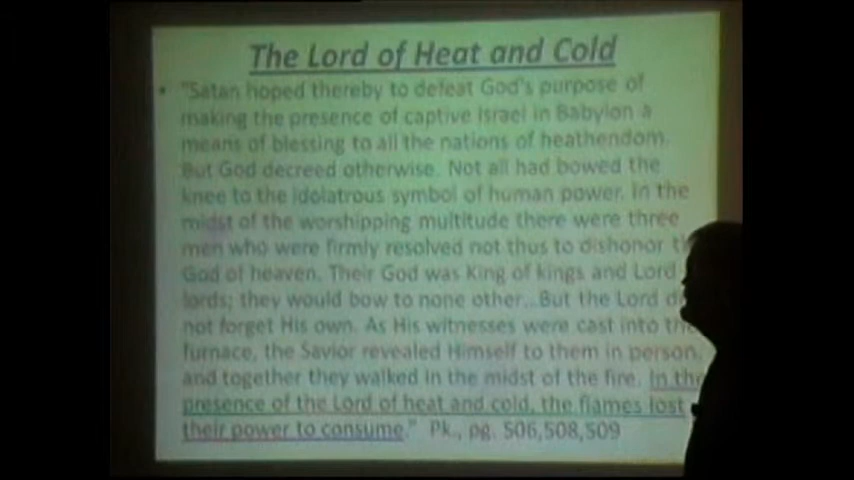 The Lord of Heat and Cold
• "Satan hoped thereby to defeat God's purpose of
making the presence of captive Israel in Babylon a
means of blessing to all the nations of heathendom.
But God decreed otherwise. Not all had bowed the
knee to the idolatrous symbol of human power. In the
midst of the worshipping multitude there were three
men who were firmly resolved not thus to dishonor
God of heaven. Their God was King of kings and Lord
lords; they would bow to none other...But the Lord
not forget His own. As His witnesses were cast into the
furnace, the Savior revealed Himself to them in person,
and together they walked in the midst of the fire. In the
presence of the Lord of heat and cold, the flames lost
their power to consume." Pk., pg. 506,508,509